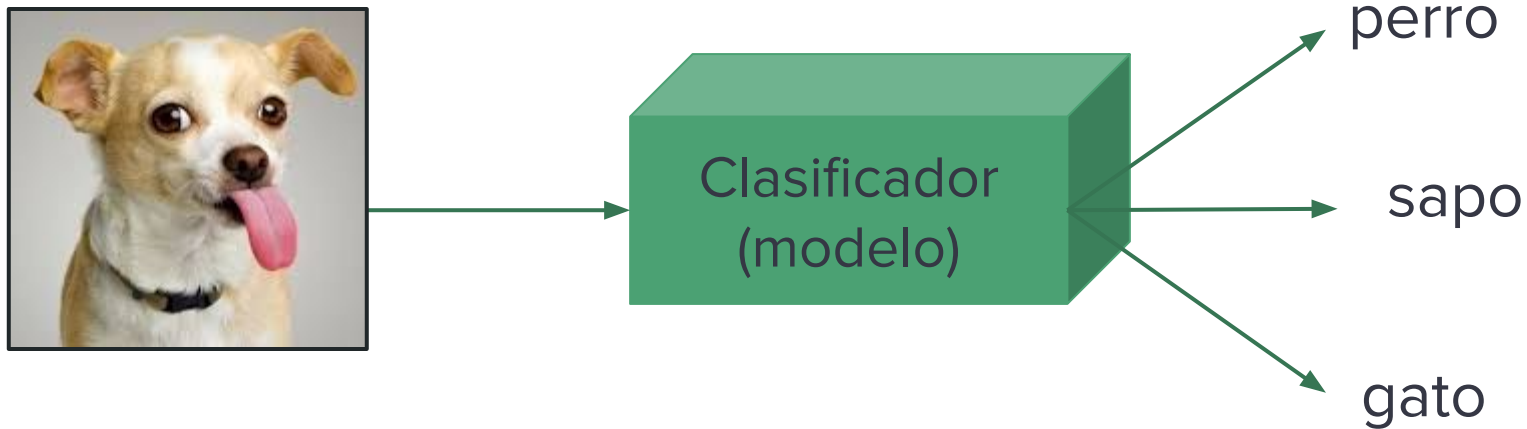 perro
Clasificador
(modelo)
sapo
gato